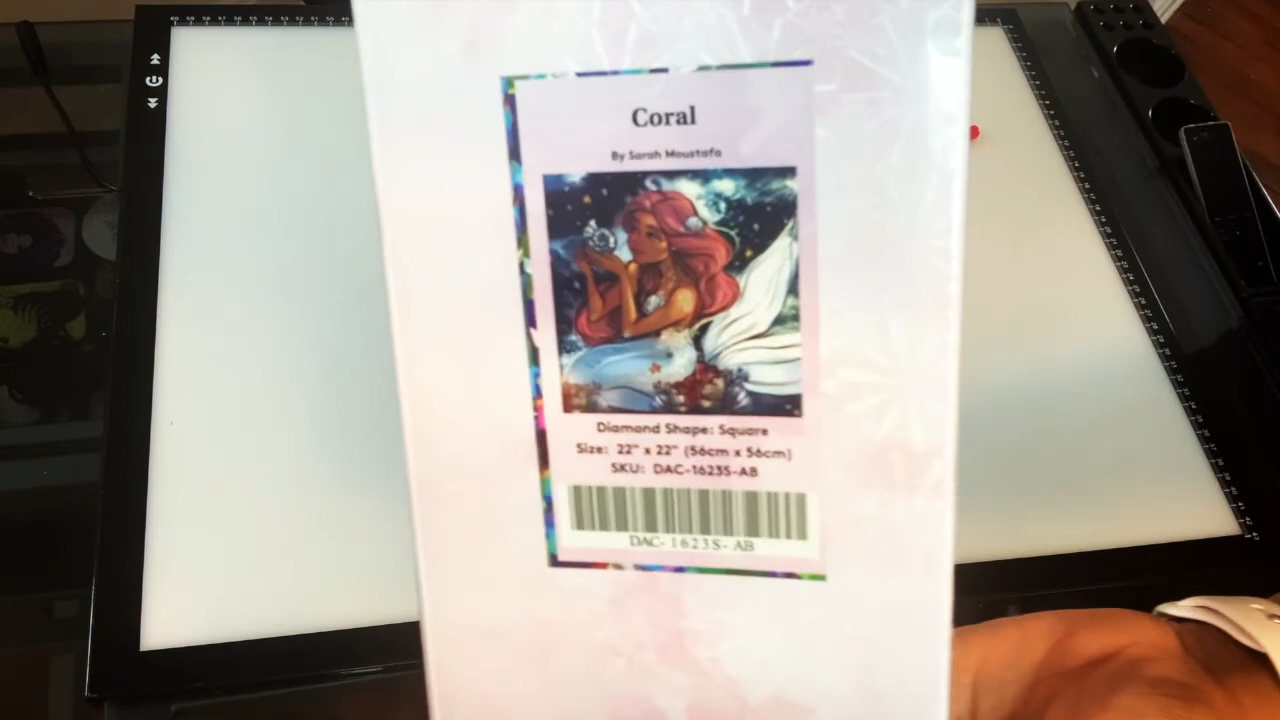 Coral
By Sarah Moustafa
Diamond Shape: Square
Size: 22" x 22" (56cm x 56cm)
SKU: DAC-1623S-AB
DAC-1623S-AB